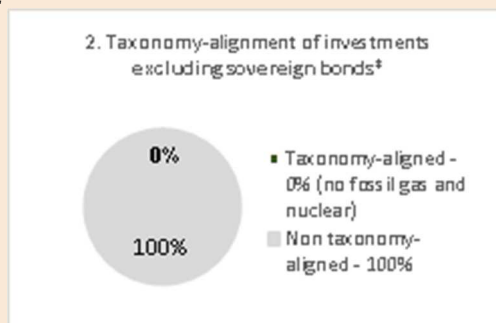 2. Taxonomy-alignment of investments
excluding sovereign bonds‡
0%
100%
Taxonomy-aligned -
0% (no fossil gas and
nuclear)
Non taxonomy-
aligned - 100%